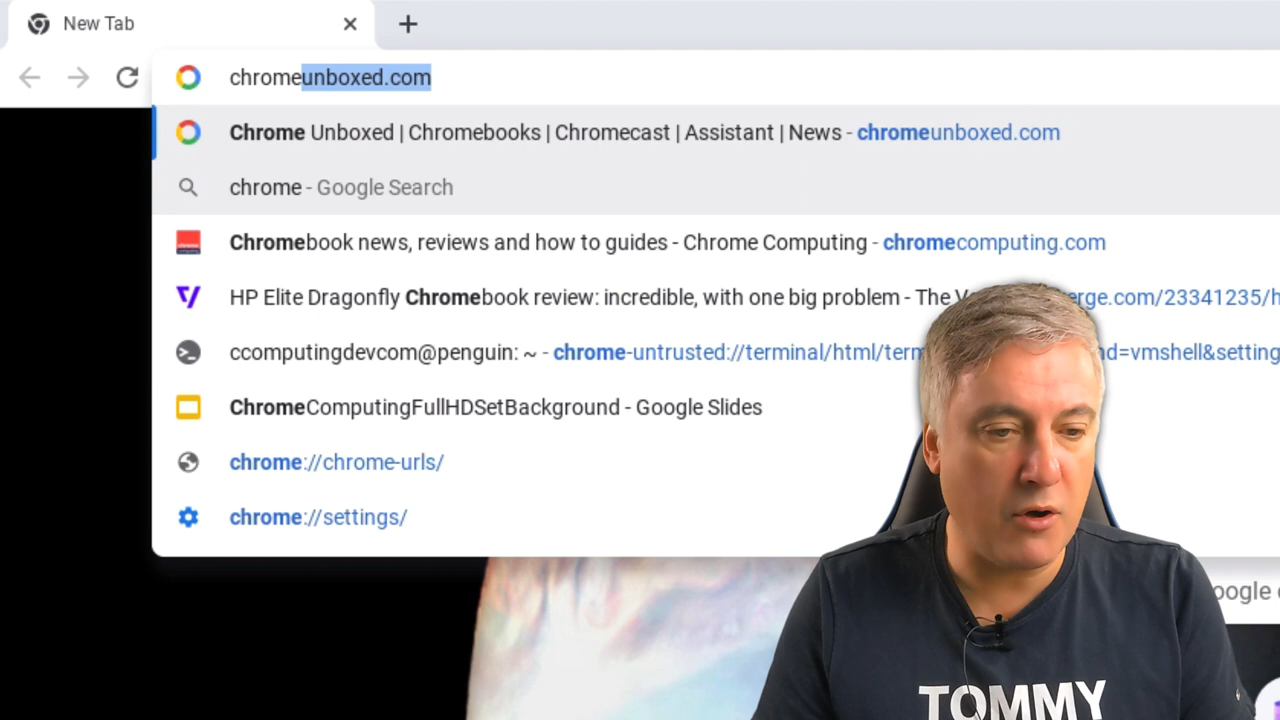 New Tab
chromeunboxed.com
Chrome Unboxed | Chromebooks | Chromecast | Assistant | News - chromeunboxed.com
chrome - Google Search
Chromebook news, reviews and how to guides - Chrome Computing - chromecomputing.com
HP Elite Dragonfly Chromebook review: incredible, with one big problem - The V erge.com/23341235/h
ccomputingdevcom@penguin: ~ - chrome-untrusted://terminal/html/term nd=vmshell&setting
ChromeComputingFullHDSetBackground - Google Slides
chrome://chrome-urls/
chrome://settings/
oogle
TOMMY